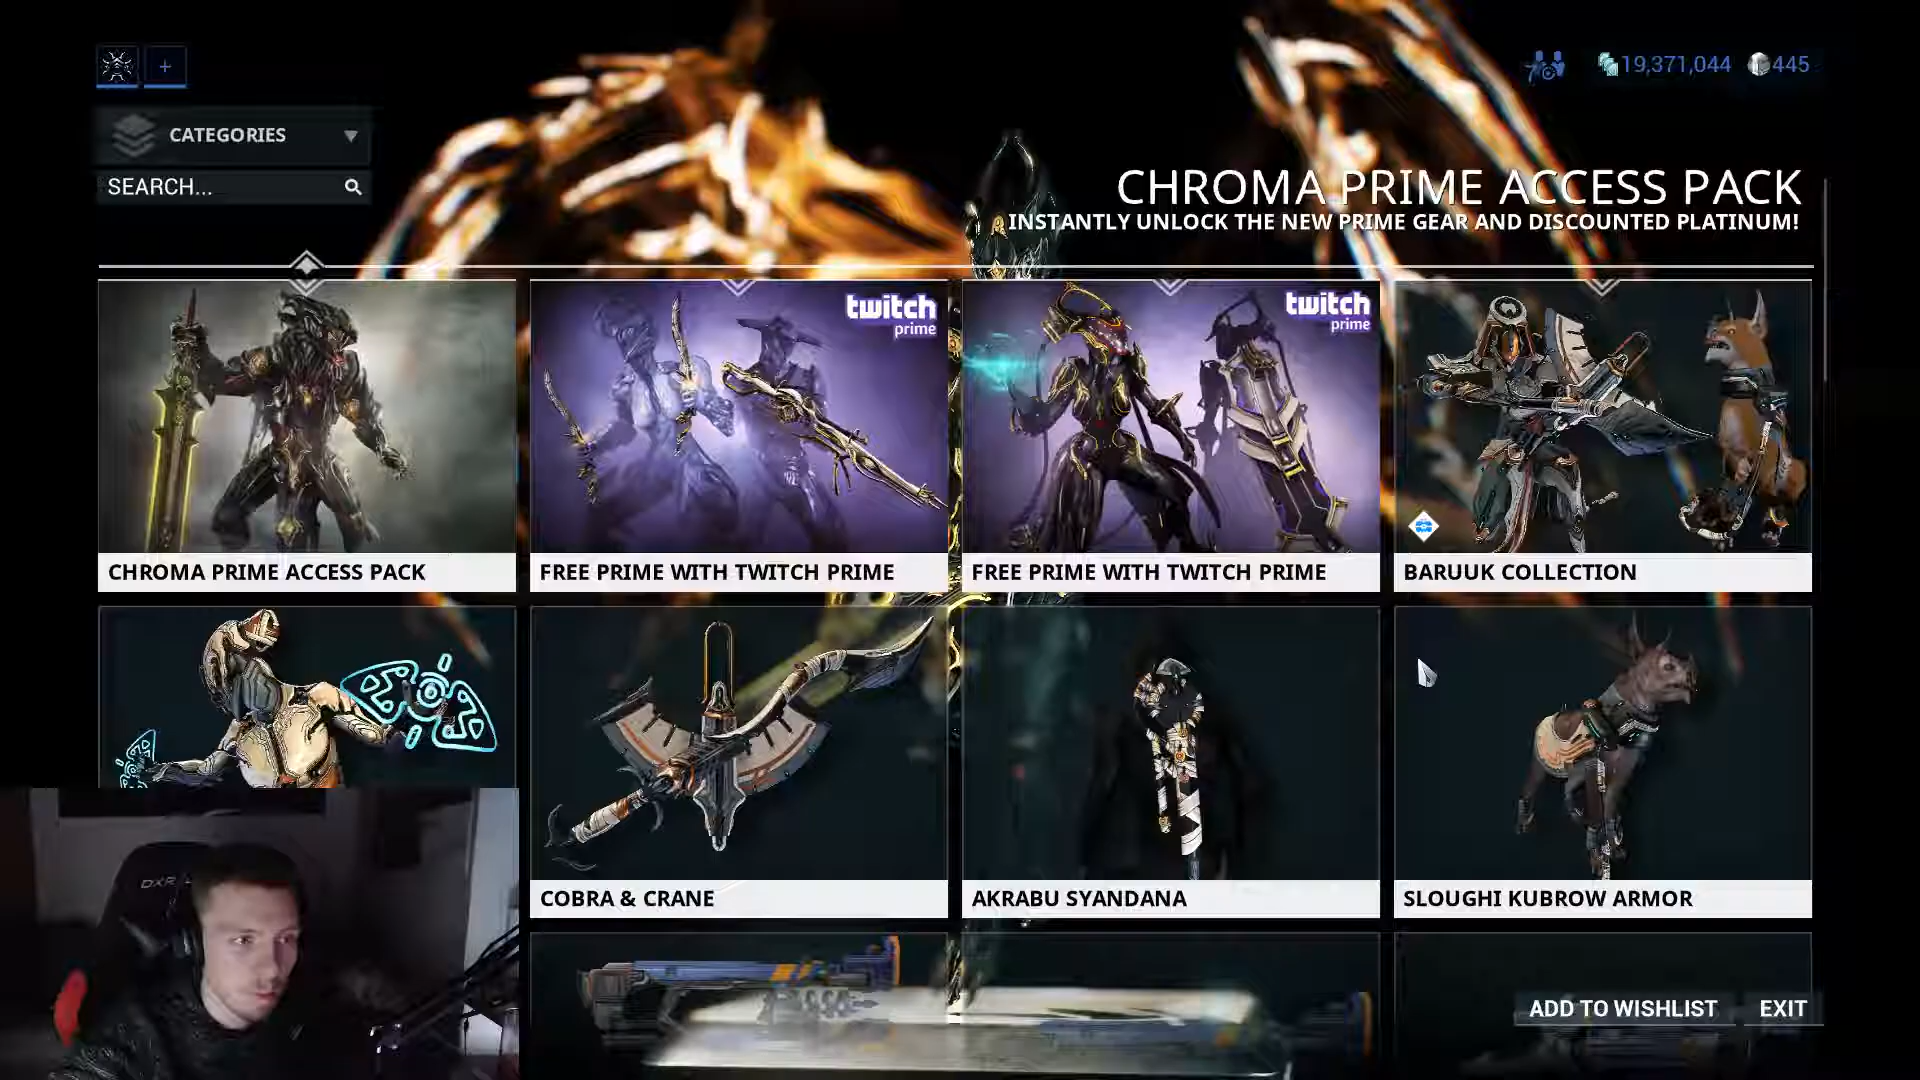 19,371,044 445
CATEGORIES
SEARCH...
CHROMA PRIME ACCESS PACK
INSTANTLY UNLOCK THE NEW PRIME GEAR AND DISCOUNTED PLATINUM!
twitch
prime
twitch
prime
CHROMA PRIME ACCESS PACK
FREE PRIME WITH TWITCH PRIME
FREE PRIME WITH TWITCH PRIME
BARUUK COLLECTION
COBRA & CRANE
AKRABU SYANDANA
SLOUGHI KUBROW ARMOR
ADD TO WISHLIST
EXIT